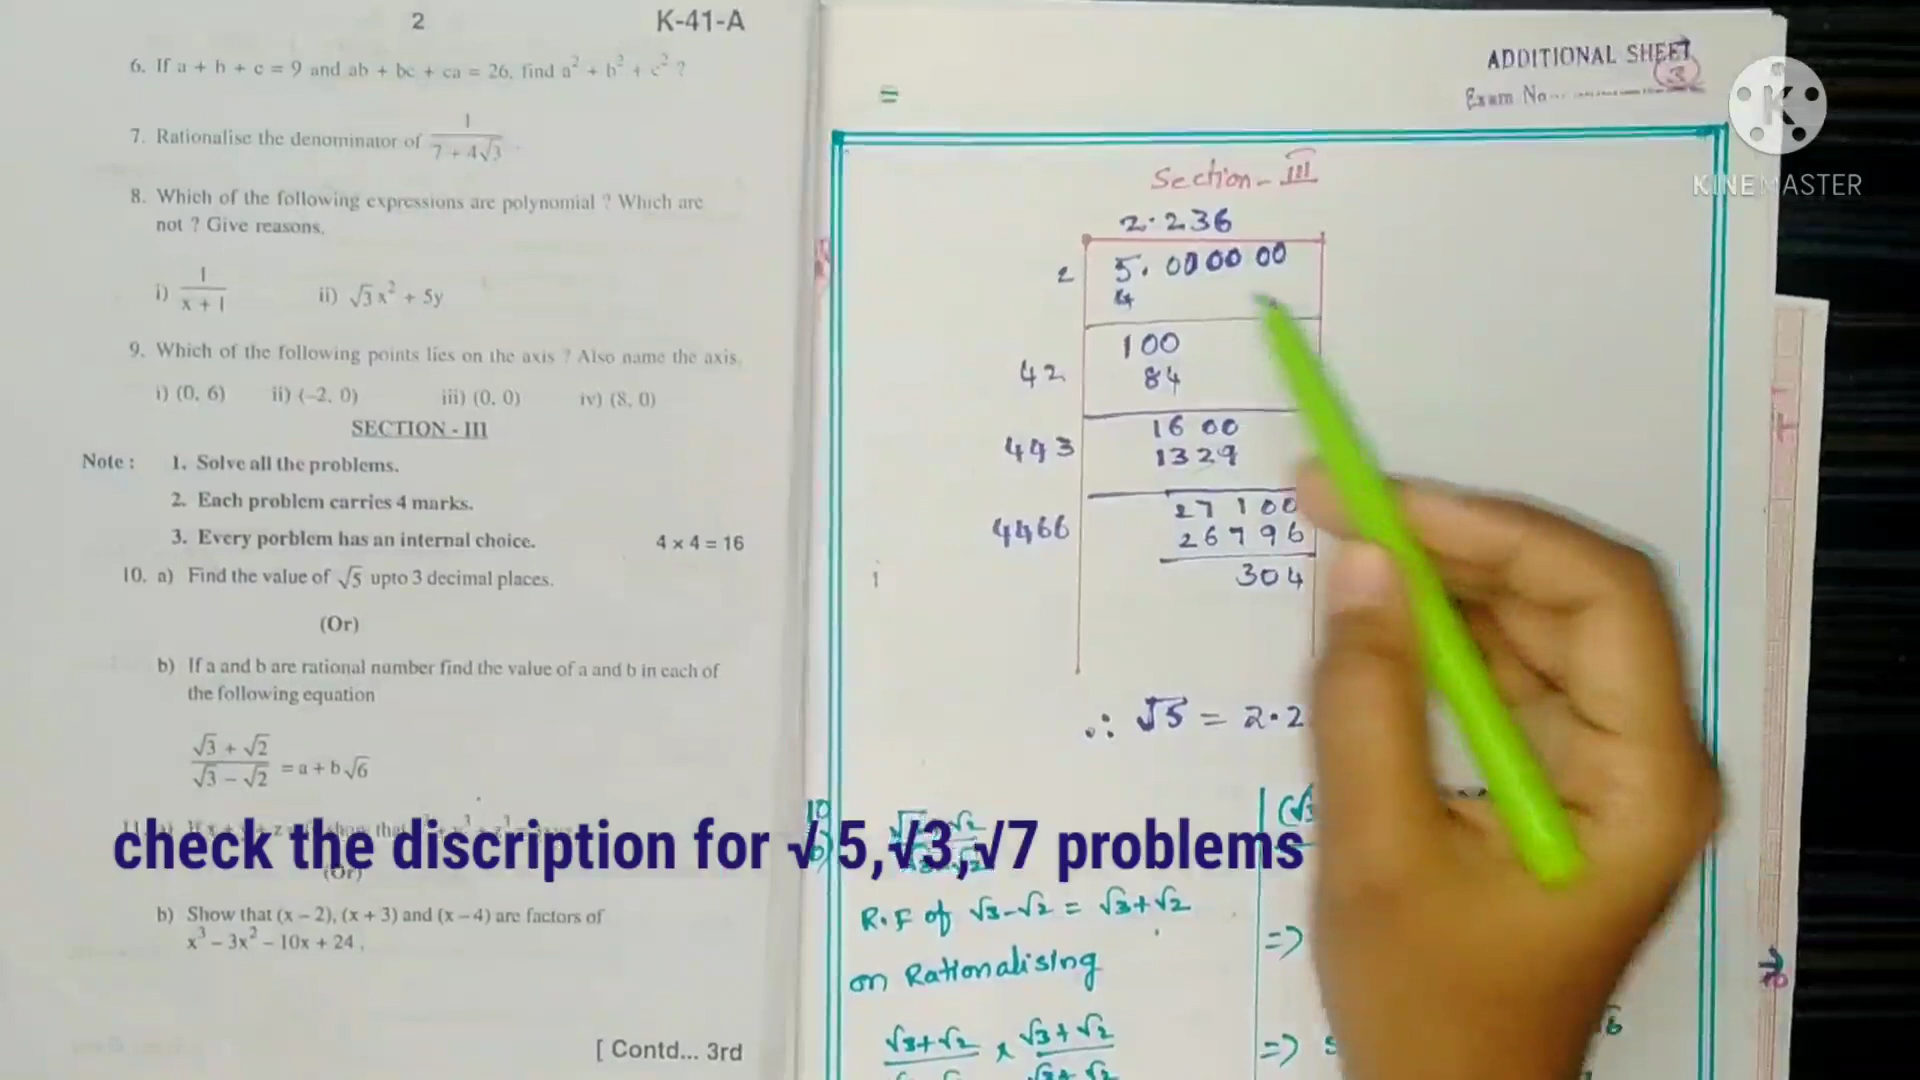 2 K-41-A
6. If a + b + c = 9 and ab + bc + ca = 26, find a² + b² + c² ?
7. Rationalise the denominator of 1/(7 + 4√3)
8. Which of the following expressions are polynomial ? Which are
not ? Give reasons.
i) 1/(x + 1) ii) √3 x² + 5y
9. Which of the following points lies on the axis ? Also name the axis.
i) (0, 6) ii) (–2, 0) iii) (0, 0) iv) (8, 0)
SECTION - III
Note : 1. Solve all the problems.
2. Each problem carries 4 marks.
3. Every porblem has an internal choice. 4 × 4 = 16
10. a) Find the value of √5 upto 3 decimal places.
(Or)
b) If a and b are rational number find the value of a and b in each of
the following equation
(√3 + √2)/(√3 – √2) = a + b√6
(Or)
b) Show that (x – 2), (x + 3) and (x – 4) are factors of
x³ – 3x² – 10x + 24 .
[ Contd... 3rd
ADDITIONAL SHEET
3
Exam No
KINEMASTER
Section - III
2.236
2 5.000000
4
100
42 84
1600
443 1329
27100
4466 26796
304
∴ √5 = 2.2
check the discription for √5,√3,√7 problems
R.F of √3-√2 = √3+√2
on Rationalising
√3+√2 × √3+√2
=>
=>